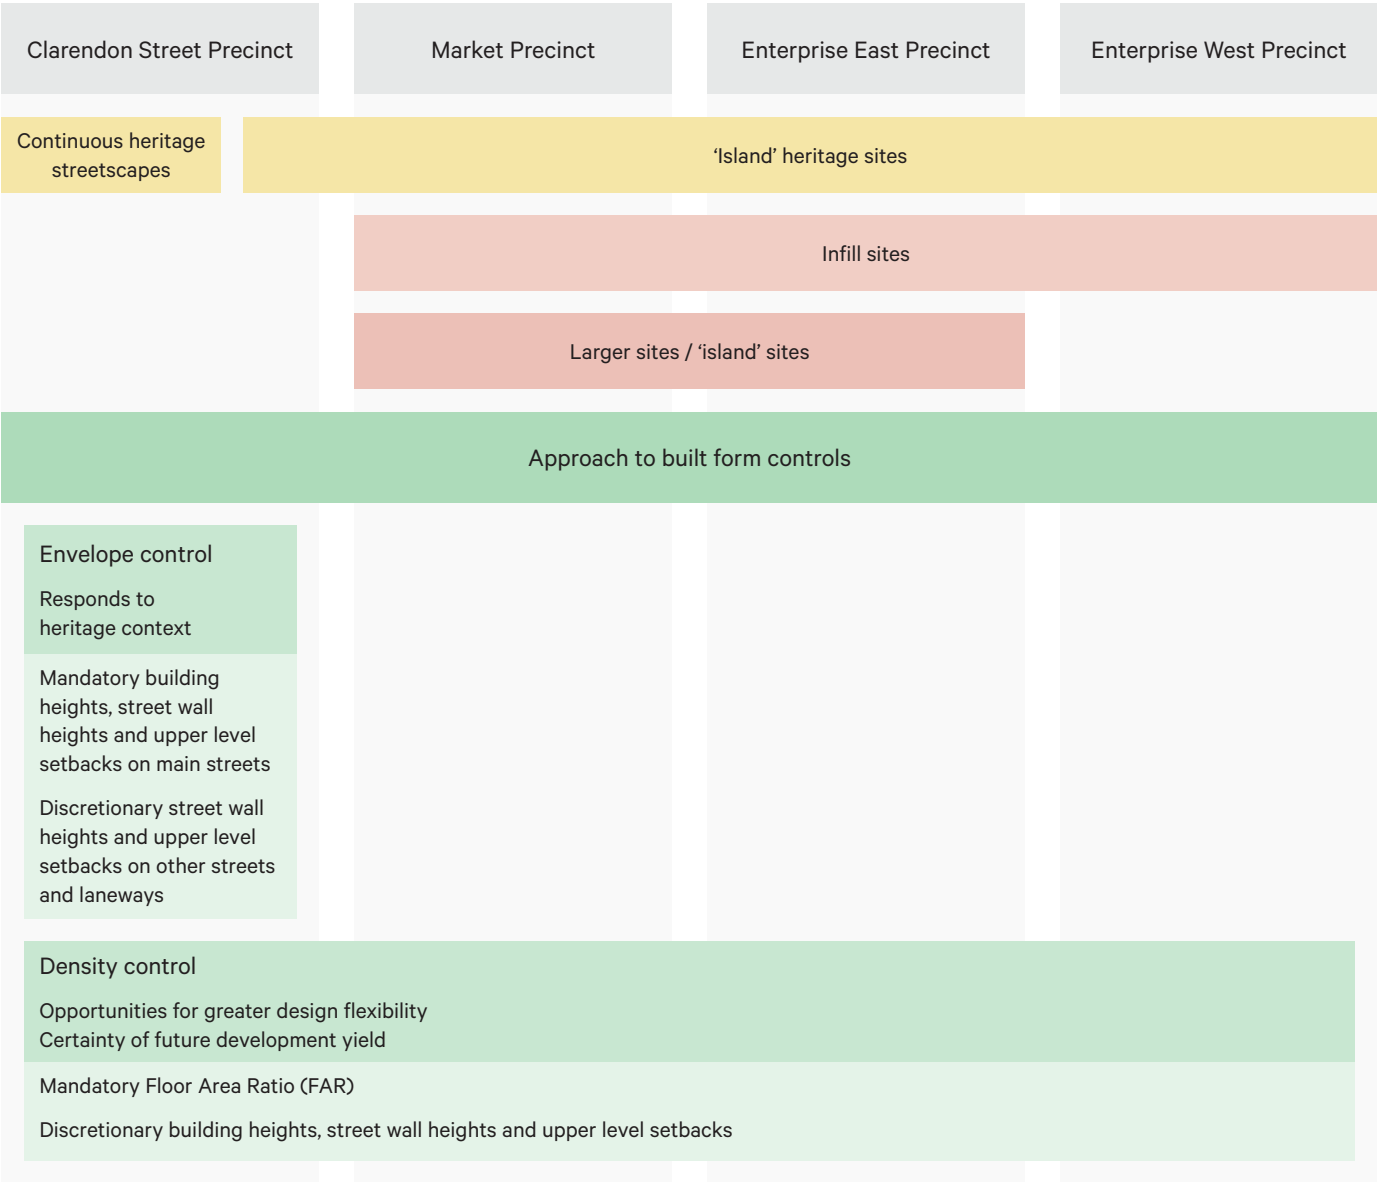 Clarendon Street Precinct
Market Precinct
Enterprise East Precinct
Enterprise West Precinct
Continuous heritage
streetscapes
‘Island’ heritage sites
Infill sites
Larger sites / ‘island’ sites
Approach to built form controls
Envelope control
Responds to
heritage context
Mandatory building
heights, street wall
heights and upper level
setbacks on main streets
Discretionary street wall
heights and upper level
setbacks on other streets
and laneways
Density control
Opportunities for greater design flexibility
Certainty of future development yield
Mandatory Floor Area Ratio (FAR)
Discretionary building heights, street wall heights and upper level setbacks